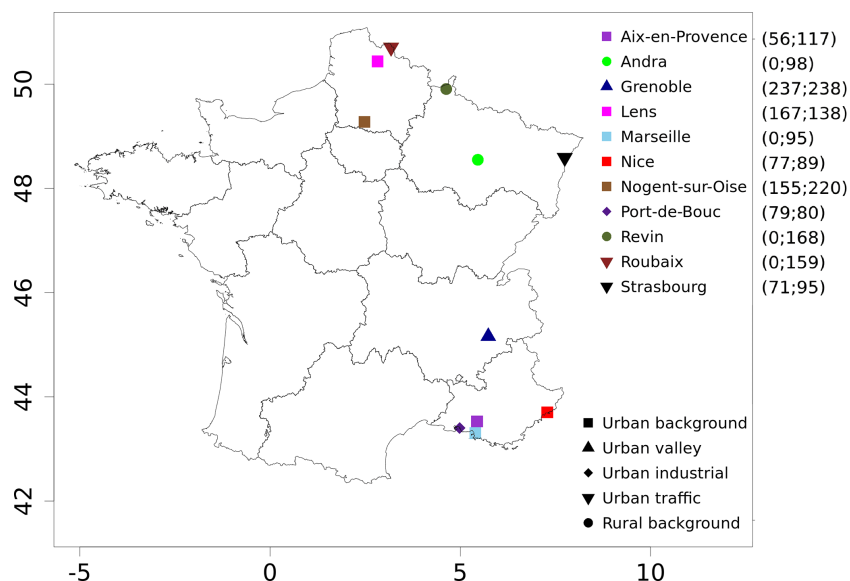 Aix-en-Provence (56;117)
Andra (0;98)
Grenoble (237;238)
Lens (167;138)
Marseille (0;95)
Nice (77;89)
Nogent-sur-Oise (155;220)
Port-de-Bouc (79;80)
Revin (0;168)
Roubaix (0;159)
Strasbourg (71;95)
50
48
46
44
42
Urban background
Urban valley
Urban industrial
Urban traffic
Rural background
-5 0 5 10